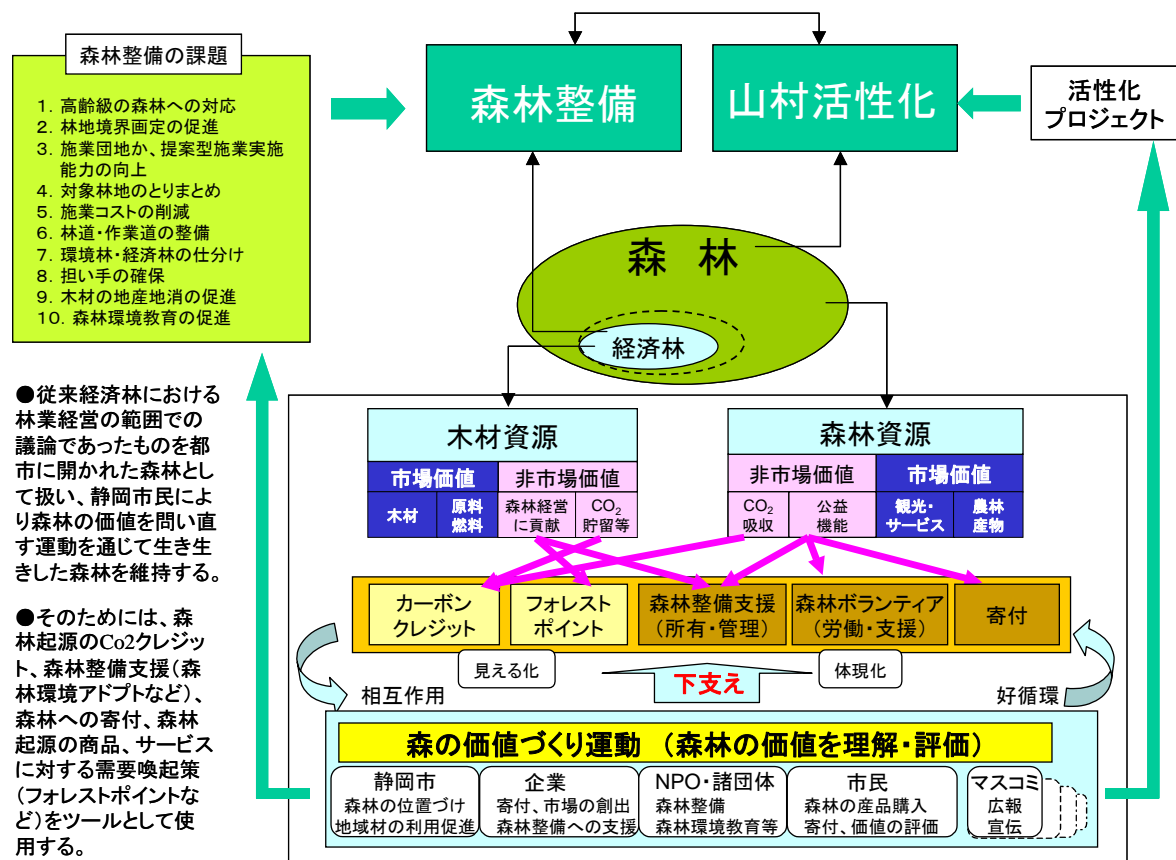 森林整備の課題
1. 高齢級の森林への対応
2. 林地境界画定の促進
3. 施業団地か、提案型施業実施
能力の向上
4. 対象林地のとりまとめ
5. 施業コストの削減
6. 林道・作業道の整備
7. 環境林・経済林の仕分け
8. 担い手の確保
9. 木材の地産地消の促進
10. 森林環境教育の促進
森林整備
山村活性化
活性化
プロジェクト
森 林
経済林
●従来経済林における
林業経営の範囲での
議論であったものを都
市に開かれた森林とし
て扱い、静岡市民によ
り森林の価値を問い直
す運動を通じて生き生
きした森林を維持する。
●そのためには、森
林起源のCo2クレジッ
ト、森林整備支援(森
林環境アドプトなど)、
森林への寄付、森林
起源の商品、サービス
に対する需要喚起策
(フォレストポイントな
ど)をツールとして使
用する。
木材資源
市場価値 非市場価値
木材
原料
燃料
森林経営
に貢献
CO2
貯留等
森林資源
非市場価値 市場価値
CO2
吸収
公益
機能
観光・
サービス
農林
産物
カーボン
クレジット
フォレスト
ポイント
森林整備支援
(所有・管理)
森林ボランティア
(労働・支援)
寄付
見える化
体現化
下支え
相互作用
好循環
森の価値づくり運動 (森林の価値を理解・評価)
静岡市
森林の位置づけ
地域材の利用促進
企業
寄付、市場の創出
森林整備への支援
NPO・諸団体
森林整備
森林環境教育等
市民
森林の産品購入
寄付、価値の評価
マスコミ
広報
宣伝